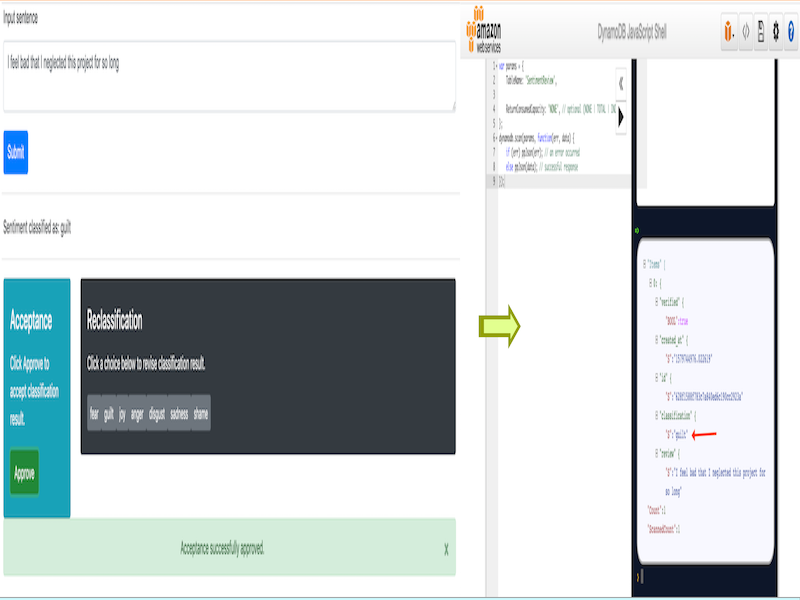 Input sentence
I feel bad that I neglected this project for so long
Submit
Sentiment classified as: guilt
Acceptance
Click Approve to
accept classification
result.
Approve
Reclassification
Click a choice below to revise classification result.
fear guilt joy anger disgust sadness shame
Acceptance successfully approved.
x
amazon
webservices
DynamoDB JavaScript Shell
1 var params = {
2 TableName: "SentimentReview",
3
4 ReturnConsumedCapacity: "NONE", // optional (NONE | TOTAL | IND
5 };
6 dynamodb.scan(params, function(err, data) {
7 if (err) ppJson(err); // an error occurred
8 else ppJson(data); // successful response
9 });
"Items" [
0: {
"verified" {
"BOOL":true
"created_at" {
"S":
"id" {
"S":
"classification" {
"S":"guilt"
"review" {
"S":"I feel bad that I neglected this project for
so long"
"Count":1
"ScannedCount":1